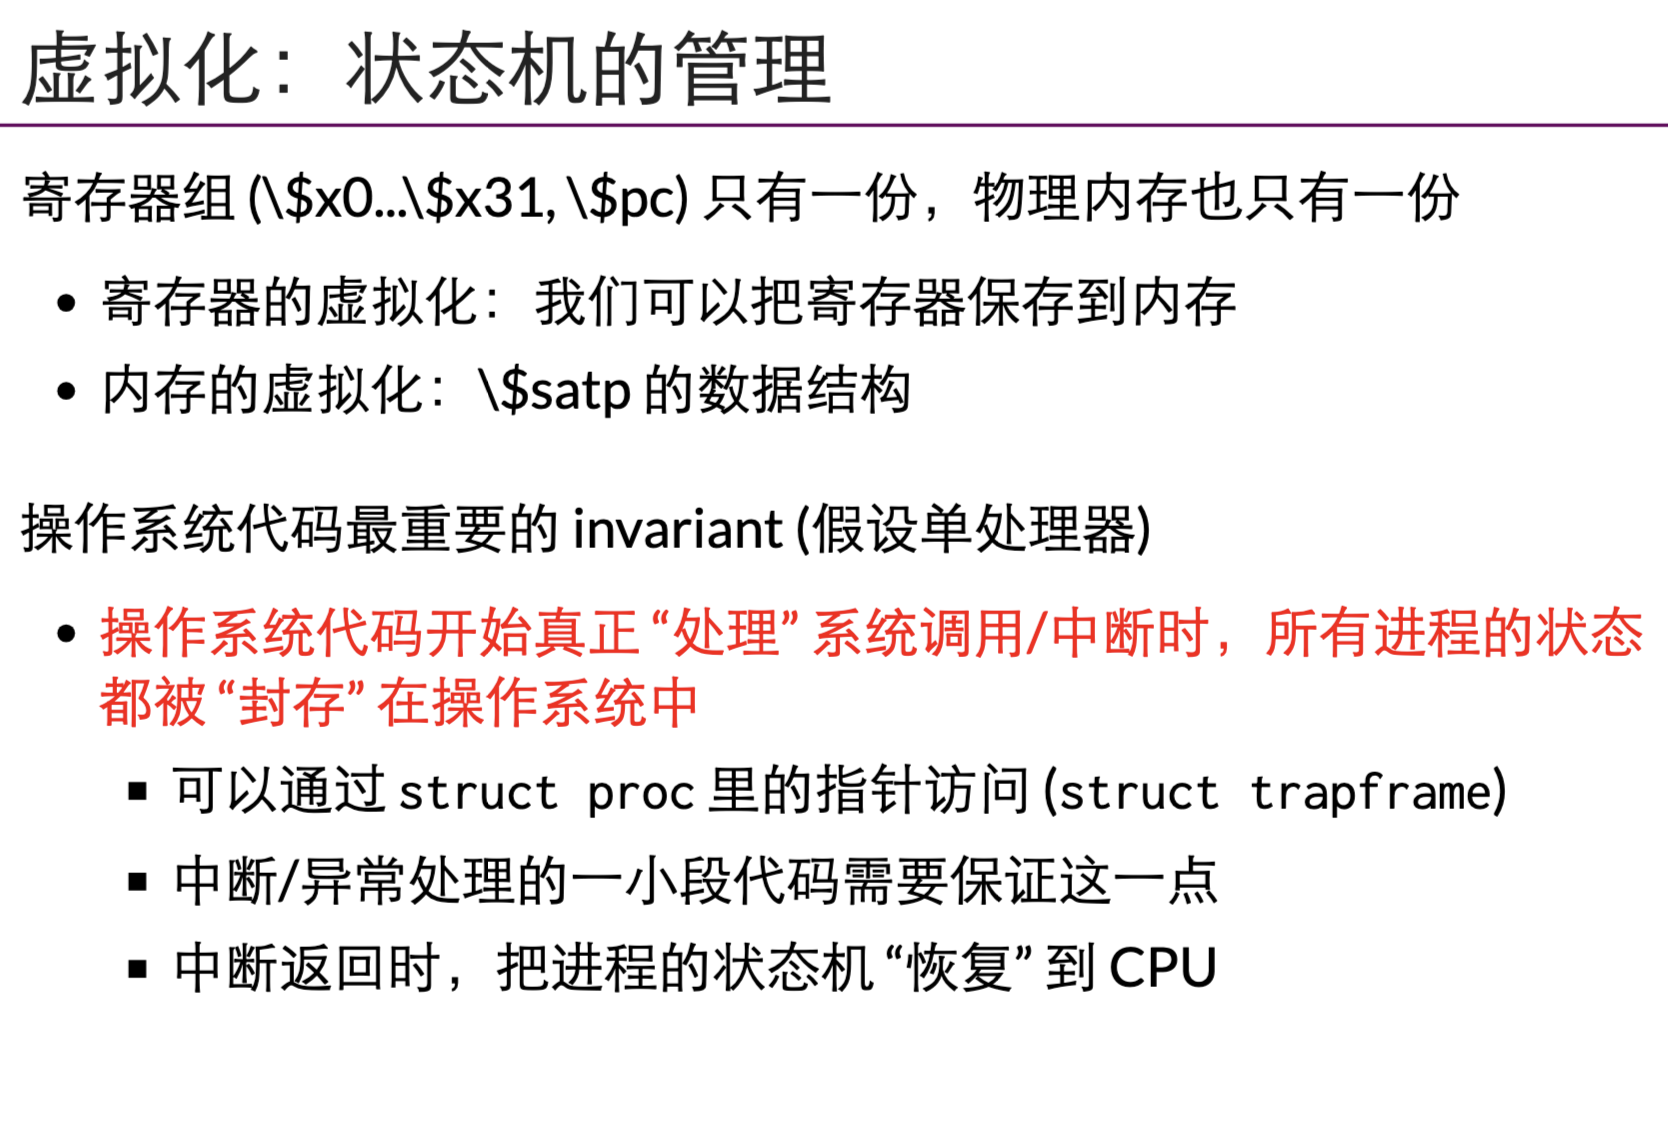 虚拟化：状态机的管理
寄存器组 (\$x0...\$x31, \$pc) 只有一份，物理内存也只有一份
• 寄存器的虚拟化：我们可以把寄存器保存到内存
• 内存的虚拟化：\$satp 的数据结构
操作系统代码最重要的 invariant (假设单处理器)
• 操作系统代码开始真正 “处理” 系统调用/中断时，所有进程的状态
都被 “封存” 在操作系统中
▪ 可以通过 struct proc 里的指针访问 (struct trapframe)
▪ 中断/异常处理的一小段代码需要保证这一点
▪ 中断返回时，把进程的状态机 “恢复” 到 CPU